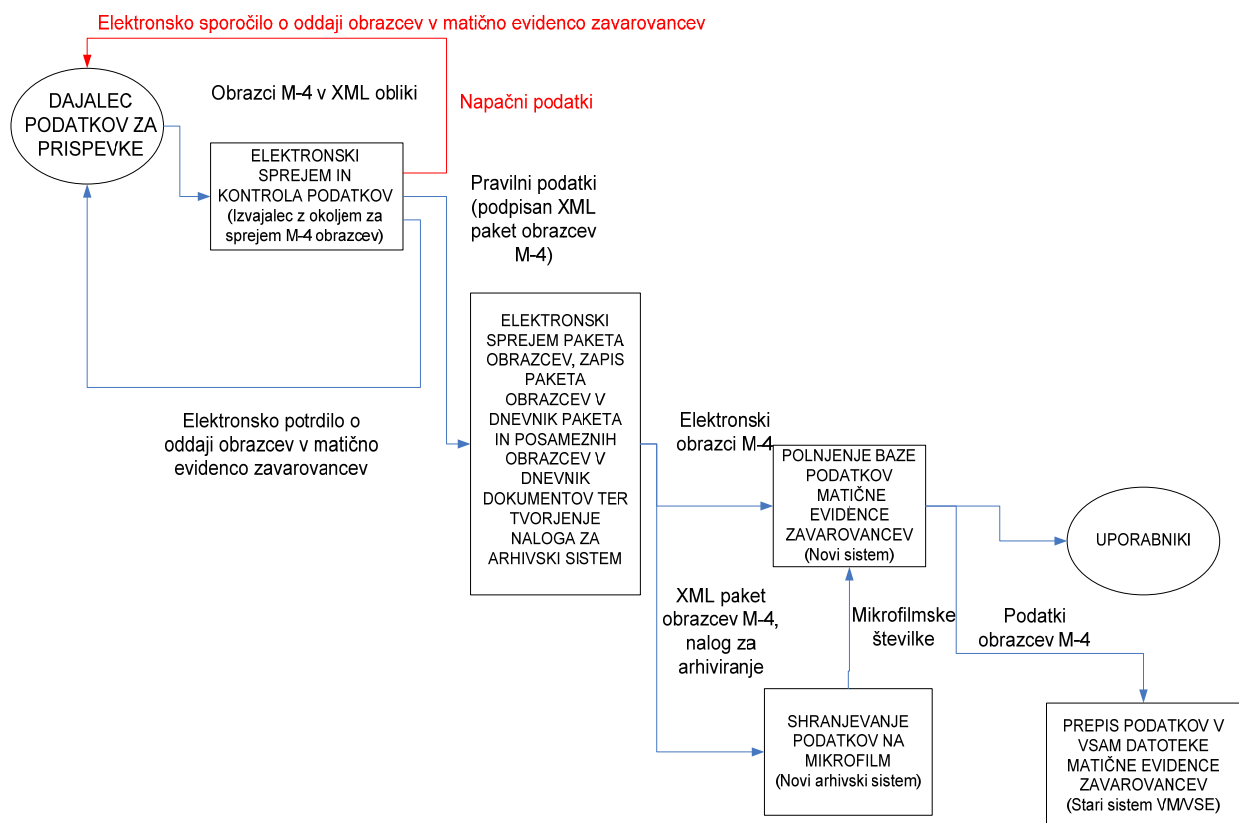 Elektronsko sporočilo o oddaji obrazcev v matično evidenco zavarovancev
DAJALEC
PODATKOV ZA
PRISPEVKE
Obrazci M-4 v XML obliki
Napačni podatki
ELEKTRONSKI
SPREJEM IN
KONTROLA PODATKOV
(Izvajalec z okoljem za
sprejem M-4 obrazcev)
Pravilni podatki
(podpisan XML
paket obrazcev
M-4)
Elektronsko potrdilo o
oddaji obrazcev v matično
evidenco zavarovancev
ELEKTRONSKI
SPREJEM PAKETA
OBRAZCEV, ZAPIS
PAKETA
OBRAZCEV V
DNEVNIK PAKETA
IN POSAMEZNIH
OBRAZCEV V
DNEVNIK
DOKUMENTOV TER
TVORJENJE
NALOGA ZA
ARHIVSKI SISTEM
Elektronski
obrazci M-4
POLNJENJE BAZE
PODATKOV
MATIČNE
EVIDENCE
ZAVAROVANCEV
(Novi sistem)
UPORABNIKI
XML paket
obrazcev M-4,
nalog za
arhiviranje
Mikrofilmske
številke
Podatki
obrazcev M-4
SHRANJEVANJE
PODATKOV NA
MIKROFILM
(Novi arhivski sistem)
PREPIS PODATKOV V
VSAM DATOTEKE
MATIČNE EVIDENCE
ZAVAROVANCEV
(Stari sistem VM/VSE)